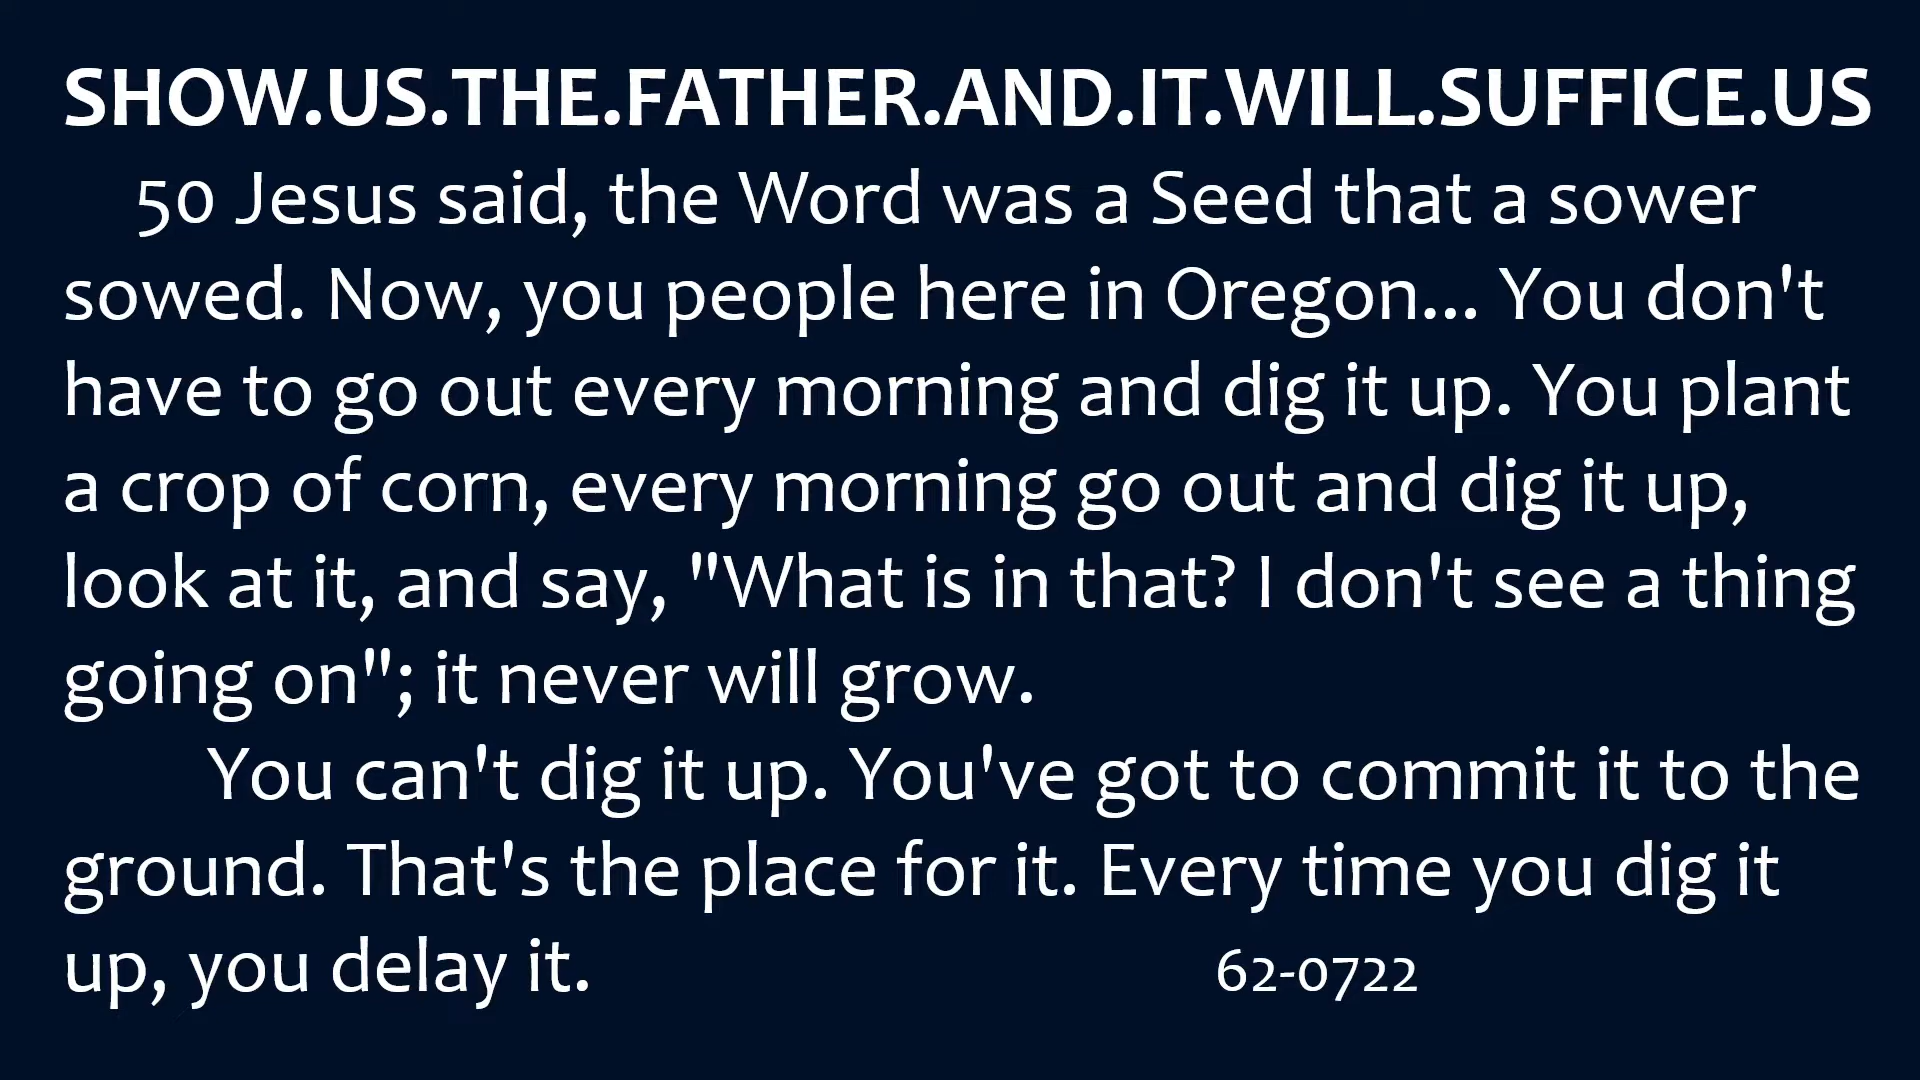 SHOW.US.THE.FATHER.AND.IT.WILL.SUFFICE.US
50 Jesus said, the Word was a Seed that a sower
sowed. Now, you people here in Oregon... You don't
have to go out every morning and dig it up. You plant
a crop of corn, every morning go out and dig it up,
look at it, and say, "What is in that? I don't see a thing
going on"; it never will grow.
You can't dig it up. You've got to commit it to the
ground. That's the place for it. Every time you dig it
up, you delay it. 62-0722